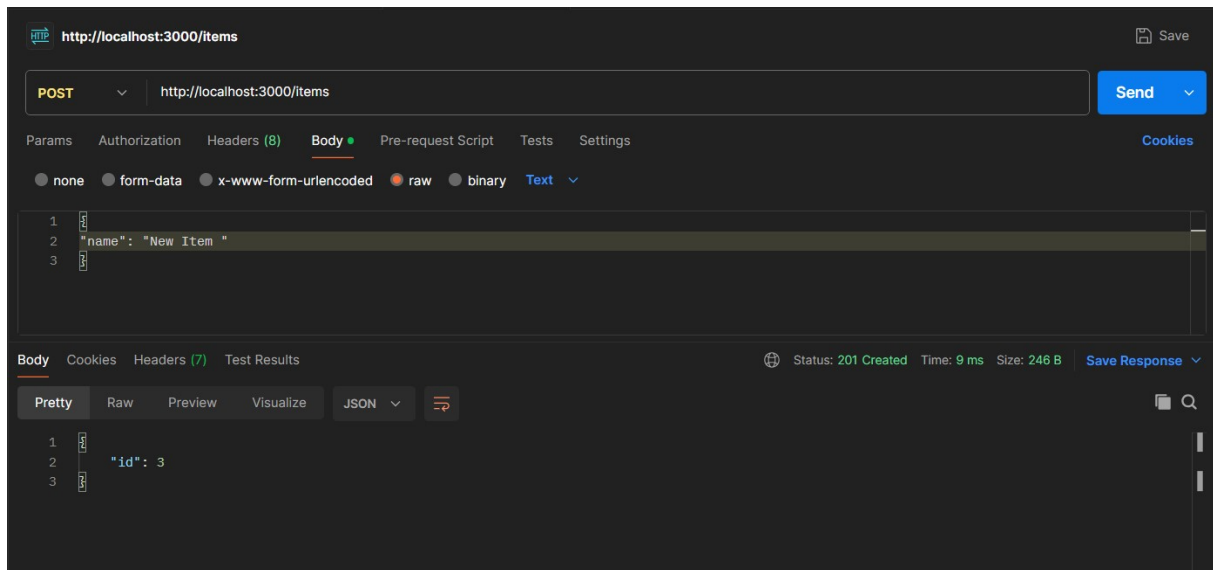 HTTP http://localhost:3000/items Save
POST http://localhost:3000/items Send
Params Authorization Headers (8) Body Pre-request Script Tests Settings Cookies
none form-data x-www-form-urlencoded raw binary Text
1 {
2 "name": "New Item "
3 }
Body Cookies Headers (7) Test Results Status: 201 Created Time: 9 ms Size: 246 B Save Response
Pretty Raw Preview Visualize JSON
1 {
2 "id": 3
3 }